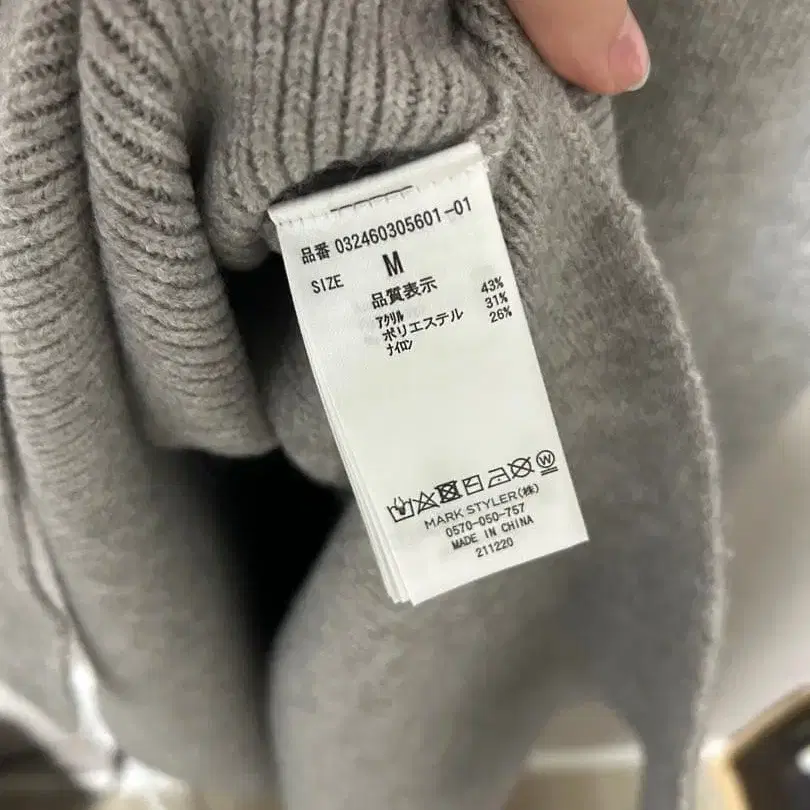 品番 032460305601-01
SIZE M
品質表示
アクリル 43%
ポリエステル 31%
ナイロン 26%
MARK STYLER(株)
0570-050-757
MADE IN CHINA
211220